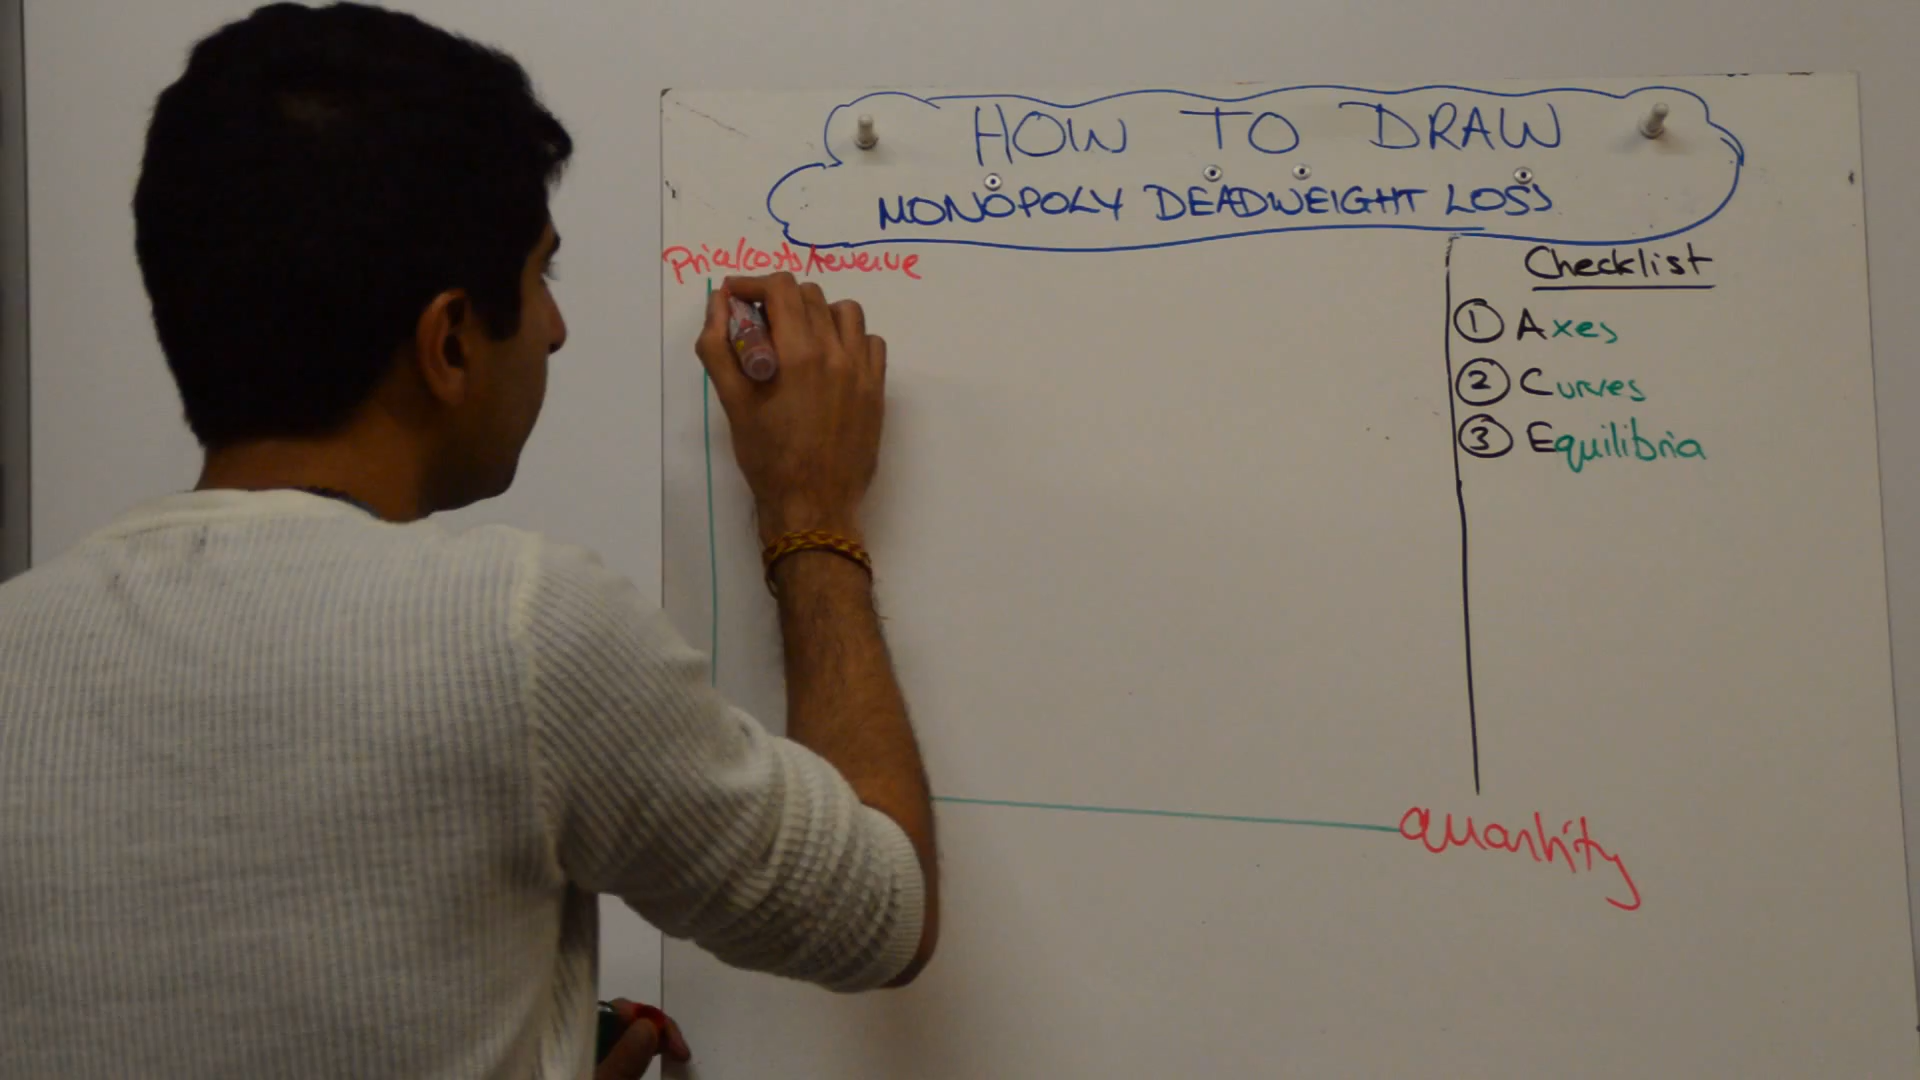 HOW TO DRAW
MONOPOLY DEADWEIGHT LOSS
Price/costs/revenue
Checklist
① Axes
② Curves
③ Equilibria
quantity